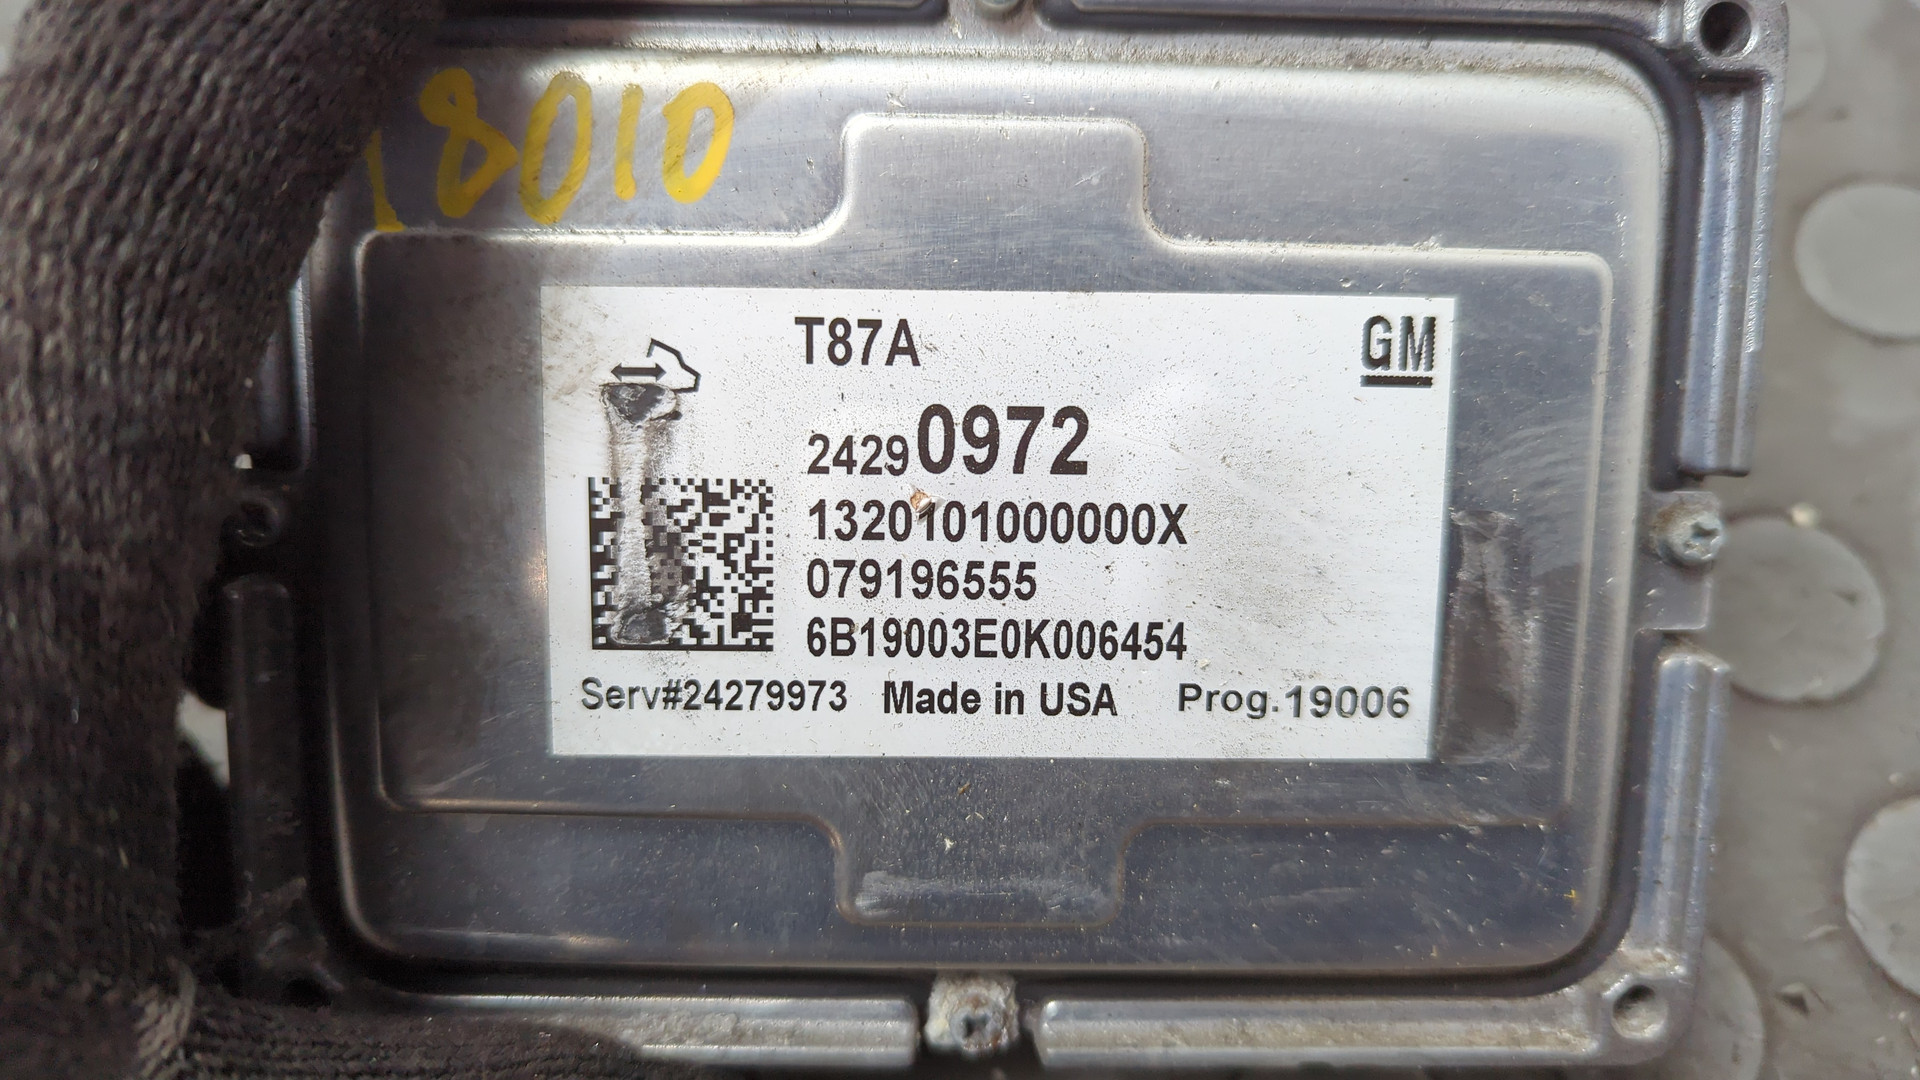 18010
T87A
GM
24290972
1320101000000X
079196555
6B19003E0K006454
Serv#24279973 Made in USA Prog.19006